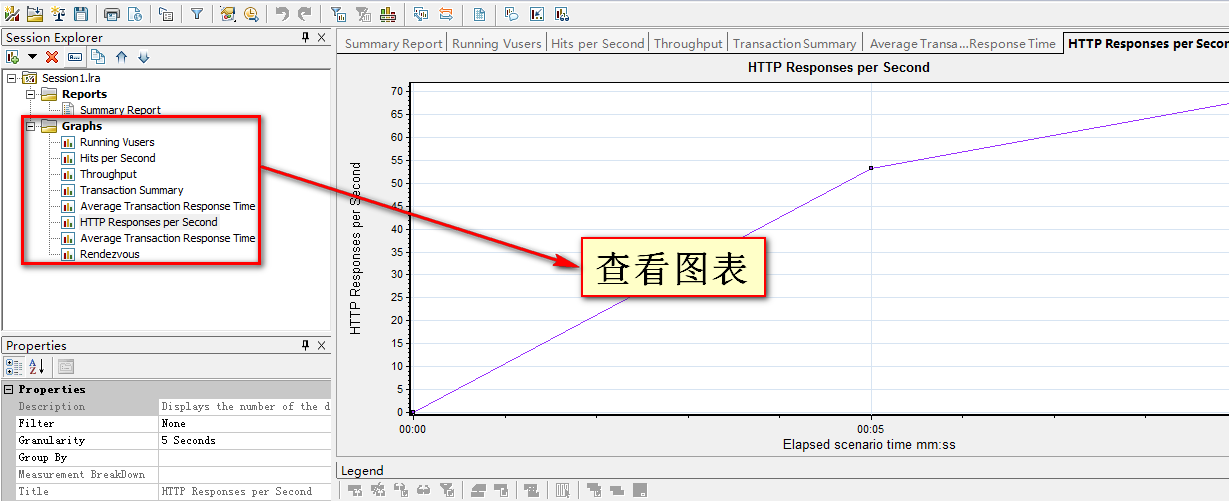 Session Explorer
Session1.lra
Reports
Summary Report
Graphs
Running Vusers
Hits per Second
Throughput
Transaction Summary
Average Transaction Response Time
HTTP Responses per Second
Average Transaction Response Time
Rendezvous
Properties
Properties
Description Displays the number of the d
Filter None
Granularity 5 Seconds
Group By
Measurement BreakDown
Title HTTP Responses per Second
Summary Report Running Vusers Hits per Second Throughput Transaction Summary Average Transa...Response Time HTTP Responses per Secor
HTTP Responses per Second
HTTP Responses per Second
70
65
60
55
50
45
40
35
30
25
20
15
10
5
0
查看图表
00:00 00:05
Elapsed scenario time mm:ss
Legend